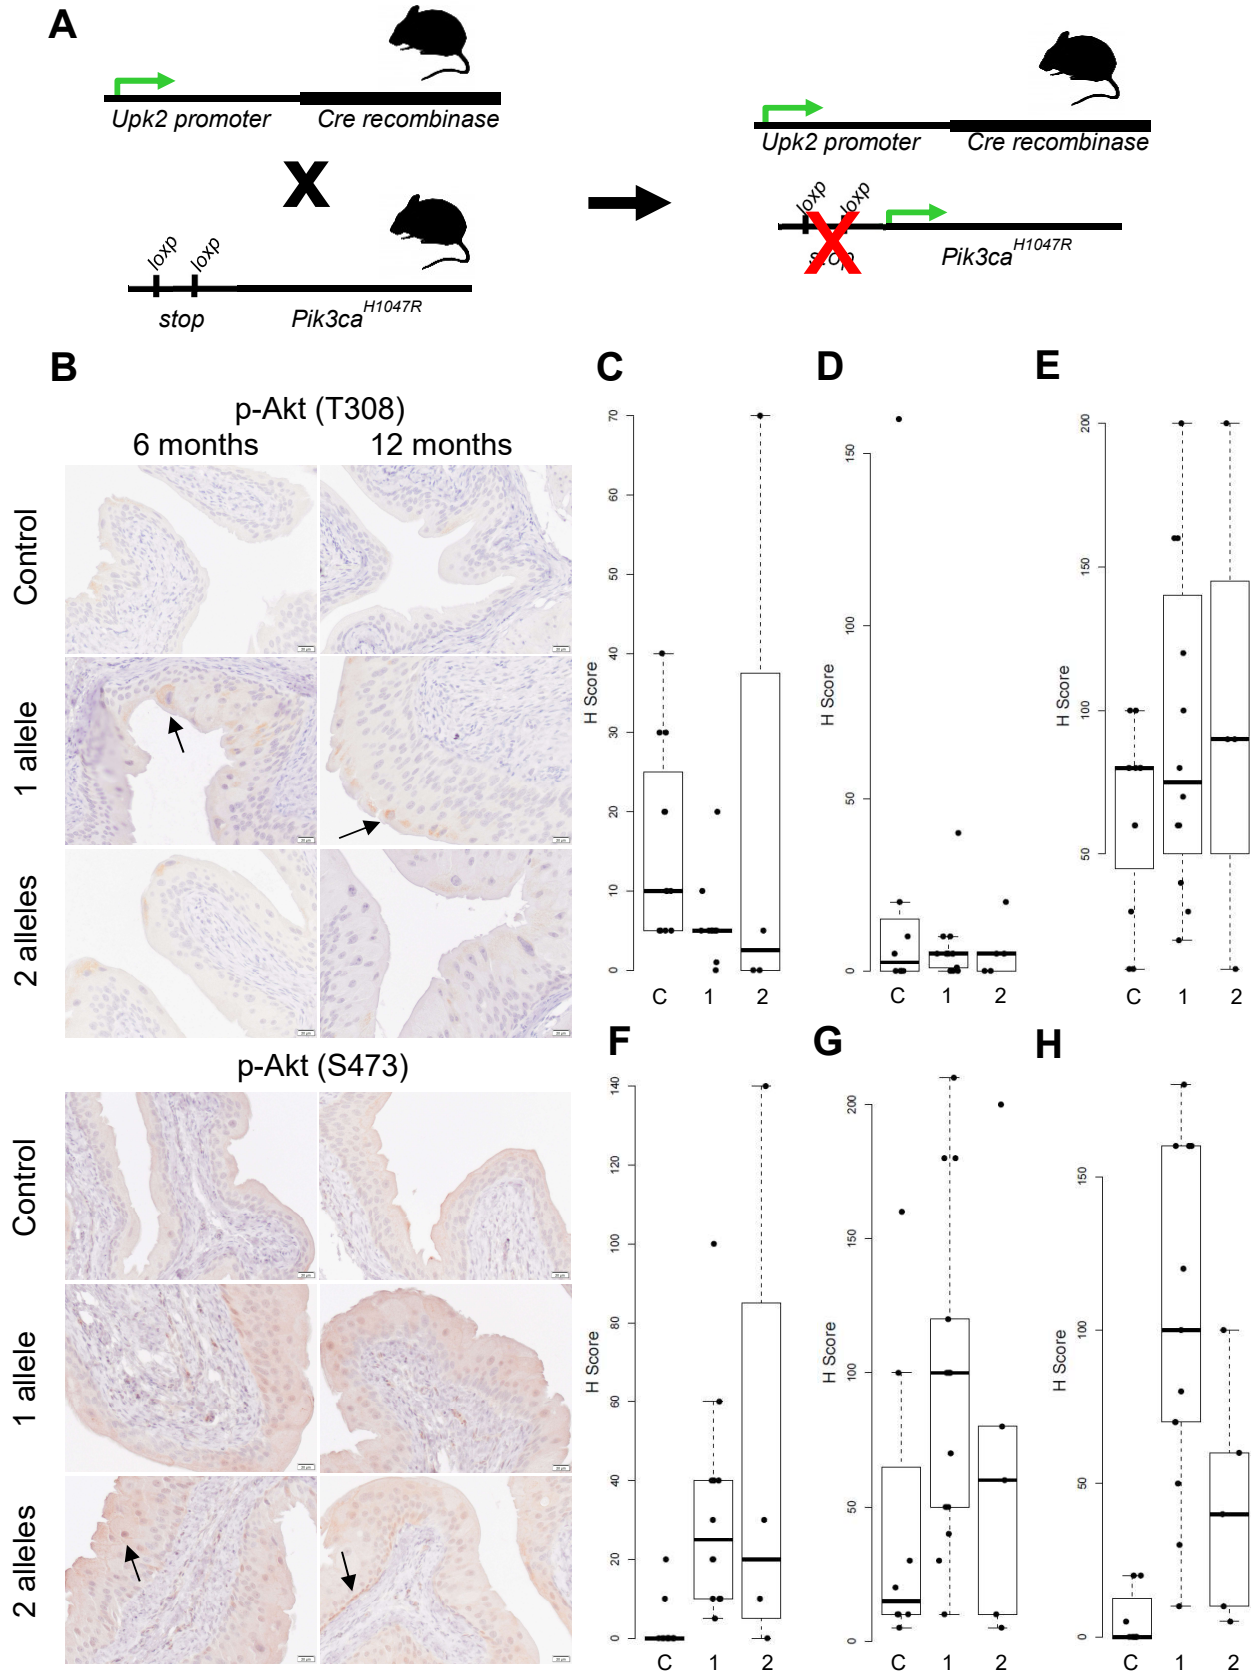 A
Upk2 promoter Cre recombinase
X
loxp loxp
stop Pik3ca^H1047R
Upk2 promoter Cre recombinase
loxp loxp
stop Pik3ca^H1047R
B
p-Akt (T308)
6 months 12 months
Control
1 allele
2 alleles
p-Akt (S473)
Control
1 allele
2 alleles
C
H Score
70
60
50
40
30
20
10
0
C 1 2
D
H Score
150
100
50
0
C 1 2
E
H Score
200
150
100
50
C 1 2
F
H Score
140
120
100
80
60
40
20
0
C 1 2
G
H Score
200
150
100
50
0
C 1 2
H
H Score
150
100
50
0
C 1 2